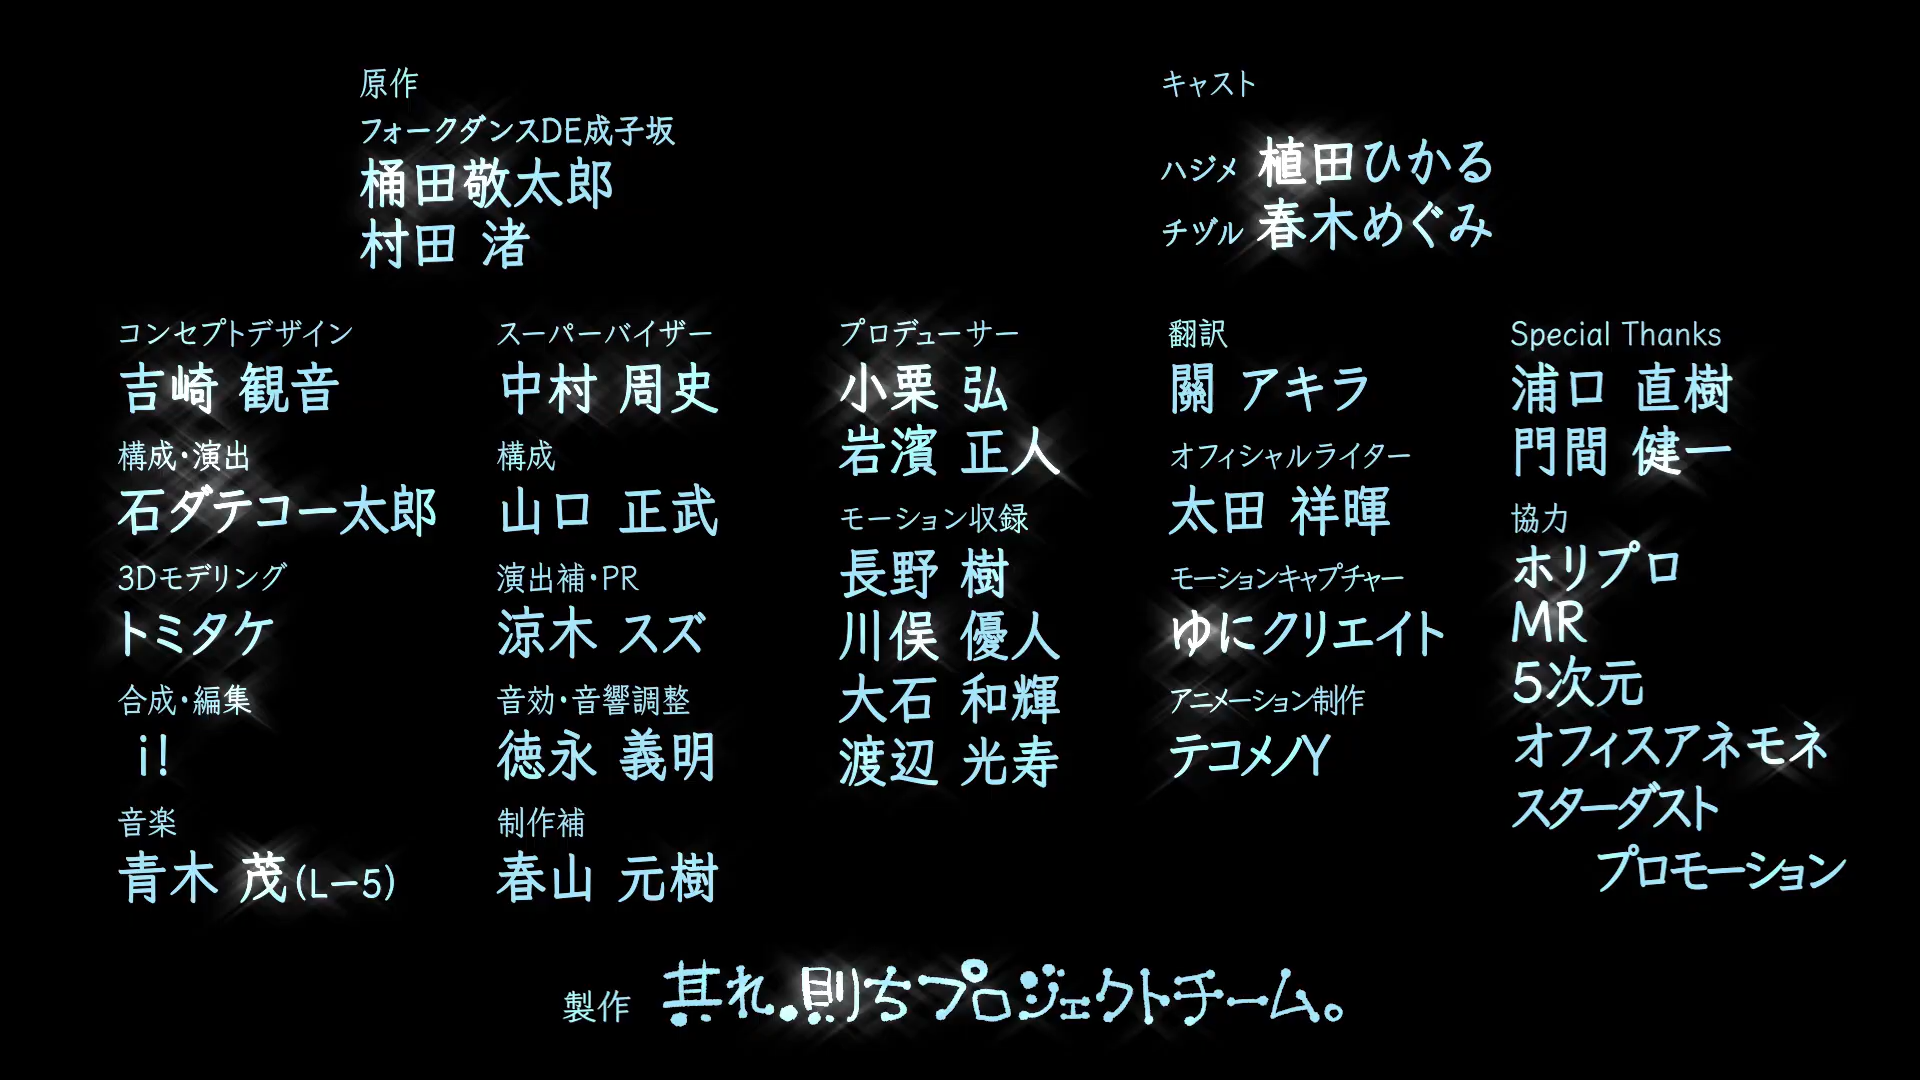 原作
フォークダンスDE成子坂
桶田敬太郎
村田 渚
キャスト
ハジメ 植田ひかる
チヅル 春木めぐみ
コンセプトデザイン
吉崎 観音
構成・演出
石ダテコー太郎
3Dモデリング
トミタケ
合成・編集
i!
音楽
青木 茂(L-5)
スーパーバイザー
中村 周史
構成
山口 正武
演出補・PR
涼木 スズ
音効・音響調整
徳永 義明
制作補
春山 元樹
プロデューサー
小栗 弘
岩濱 正人
モーション収録
長野 樹
川俣 優人
大石 和輝
渡辺 光寿
翻訳
關 アキラ
オフィシャルライター
太田 祥暉
モーションキャプチャー
ゆにクリエイト
アニメーション制作
テコメノY
Special Thanks
浦口 直樹
門間 健一
協力
ホリプロ
MR
5次元
オフィスアネモネ
スターダスト
プロモーション
製作 其れ、則ちプロジェクトチーム。